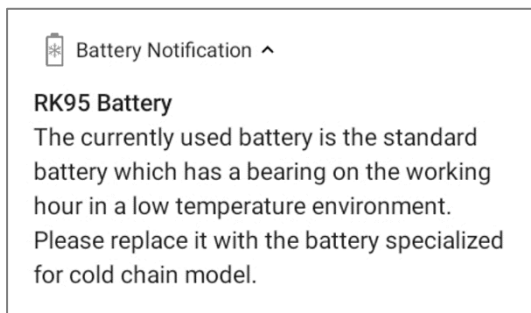 Battery Notification
RK95 Battery
The currently used battery is the standard
battery which has a bearing on the working
hour in a low temperature environment.
Please replace it with the battery specialized
for cold chain model.